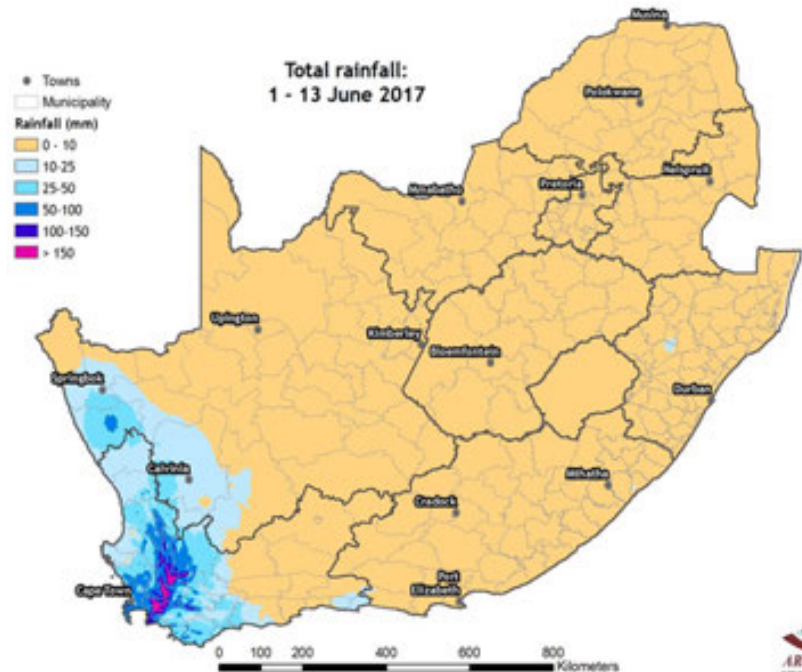 Musina
Total rainfall:
1 - 13 June 2017
Towns
Municipality
Rainfall (mm)
0 - 10
10-25
25-50
50-100
100-150
> 150
Polokwane
Nelspruit
Pretoria
Mmabatho
Upington
Kimberley
Bloemfontein
Springbok
Durban
Calvinia
Mthatha
Cradock
Port
Elizabeth
Cape Town
0 100 200 400 600 800
Kilometers